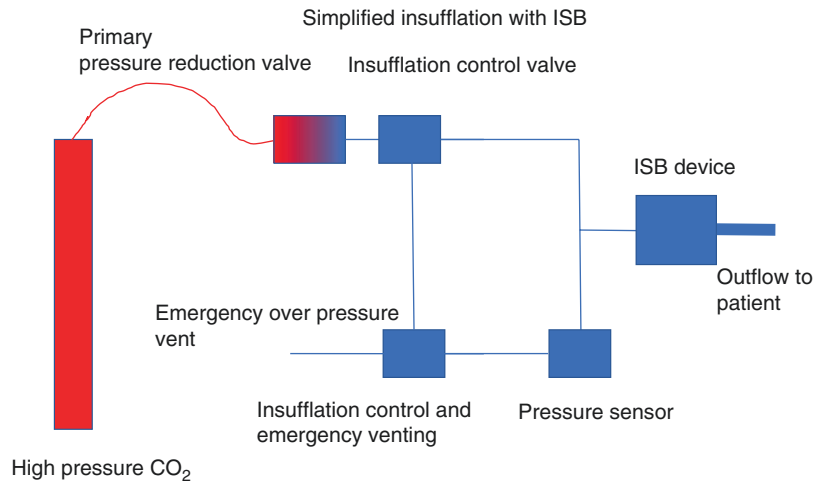 Simplified insufflation with ISB
Primary
pressure reduction valve
Insufflation control valve
ISB device
Outflow to
patient
Emergency over pressure
vent
Insufflation control and
emergency venting
Pressure sensor
High pressure CO₂